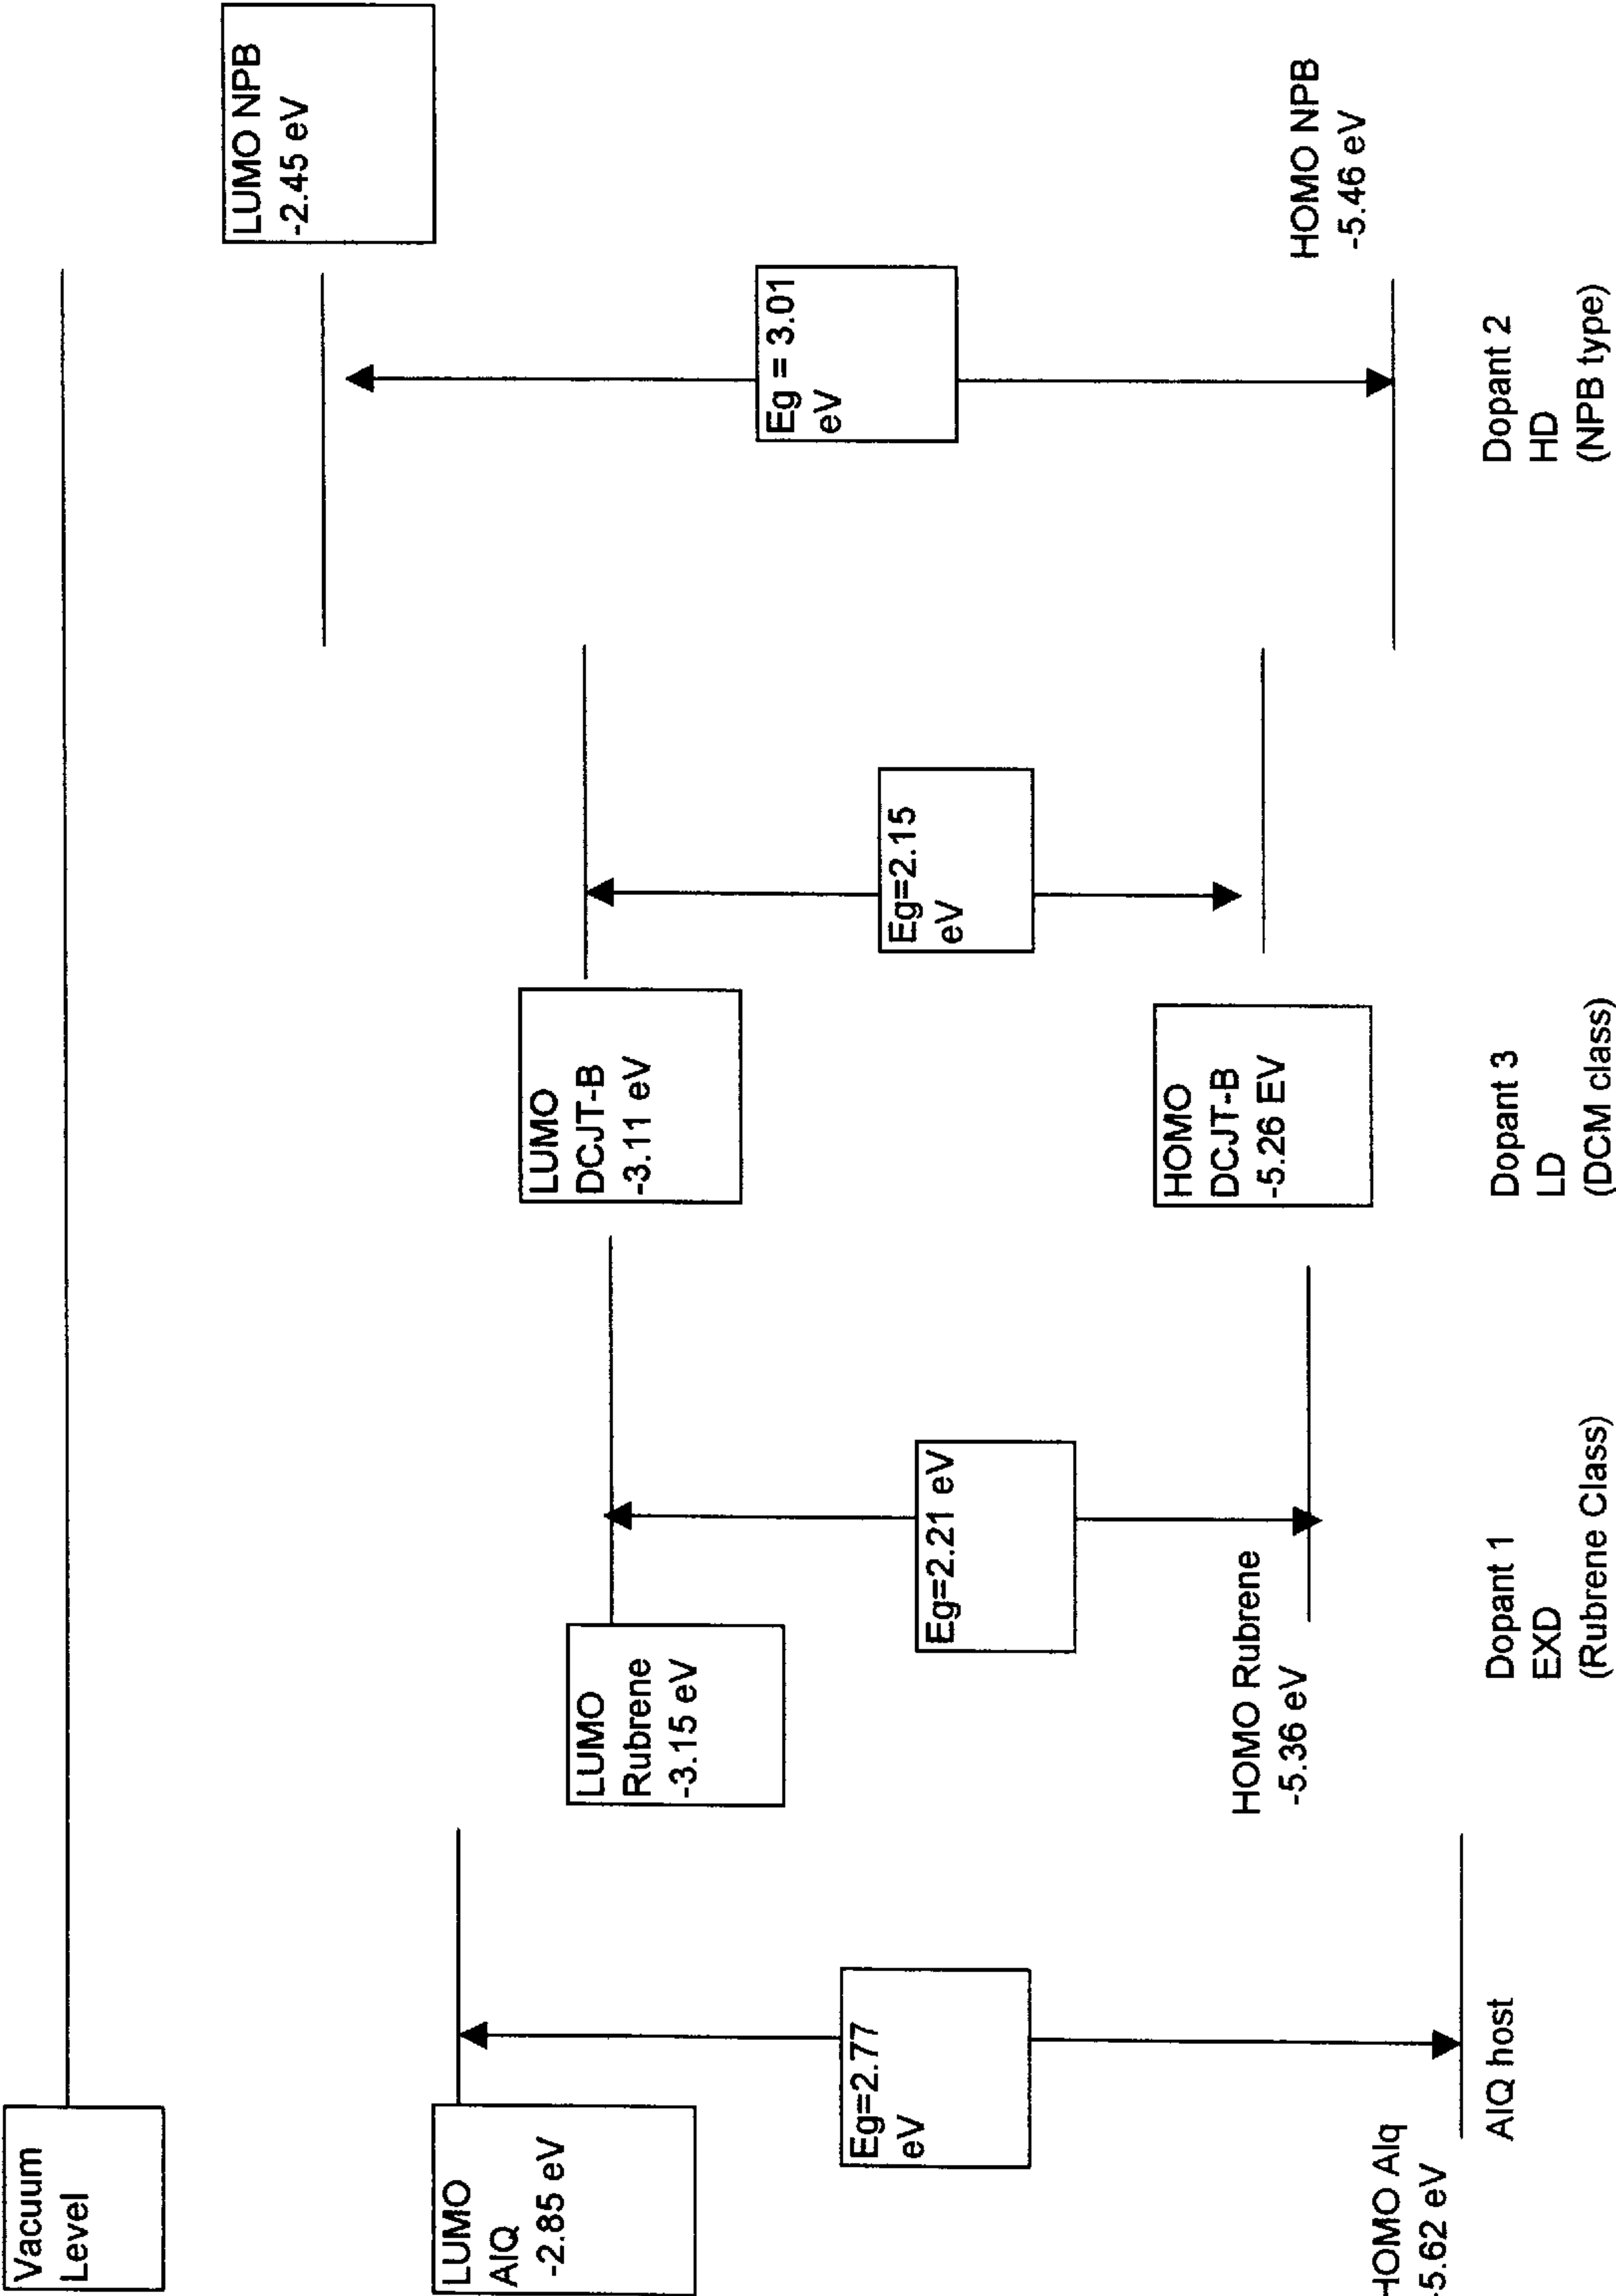 Vacuum
Level
LUMO
AlQ
-2.85 eV
Eg=2.77
eV
HOMO Alq
-5.62 eV
AlQ host
LUMO
Rubrene
-3.15 eV
Eg=2.21 eV
HOMO Rubrene
-5.36 eV
Dopant 1
EXD
(Rubrene Class)
LUMO
DCJT-B
-3.11 eV
Eg=2.15
eV
HOMO
DCJT-B
-5.26 EV
Dopant 3
LD
(DCM class)
LUMO NPB
-2.45 eV
Eg = 3.01
eV
HOMO NPB
-5.46 eV
Dopant 2
HD
(NPB type)